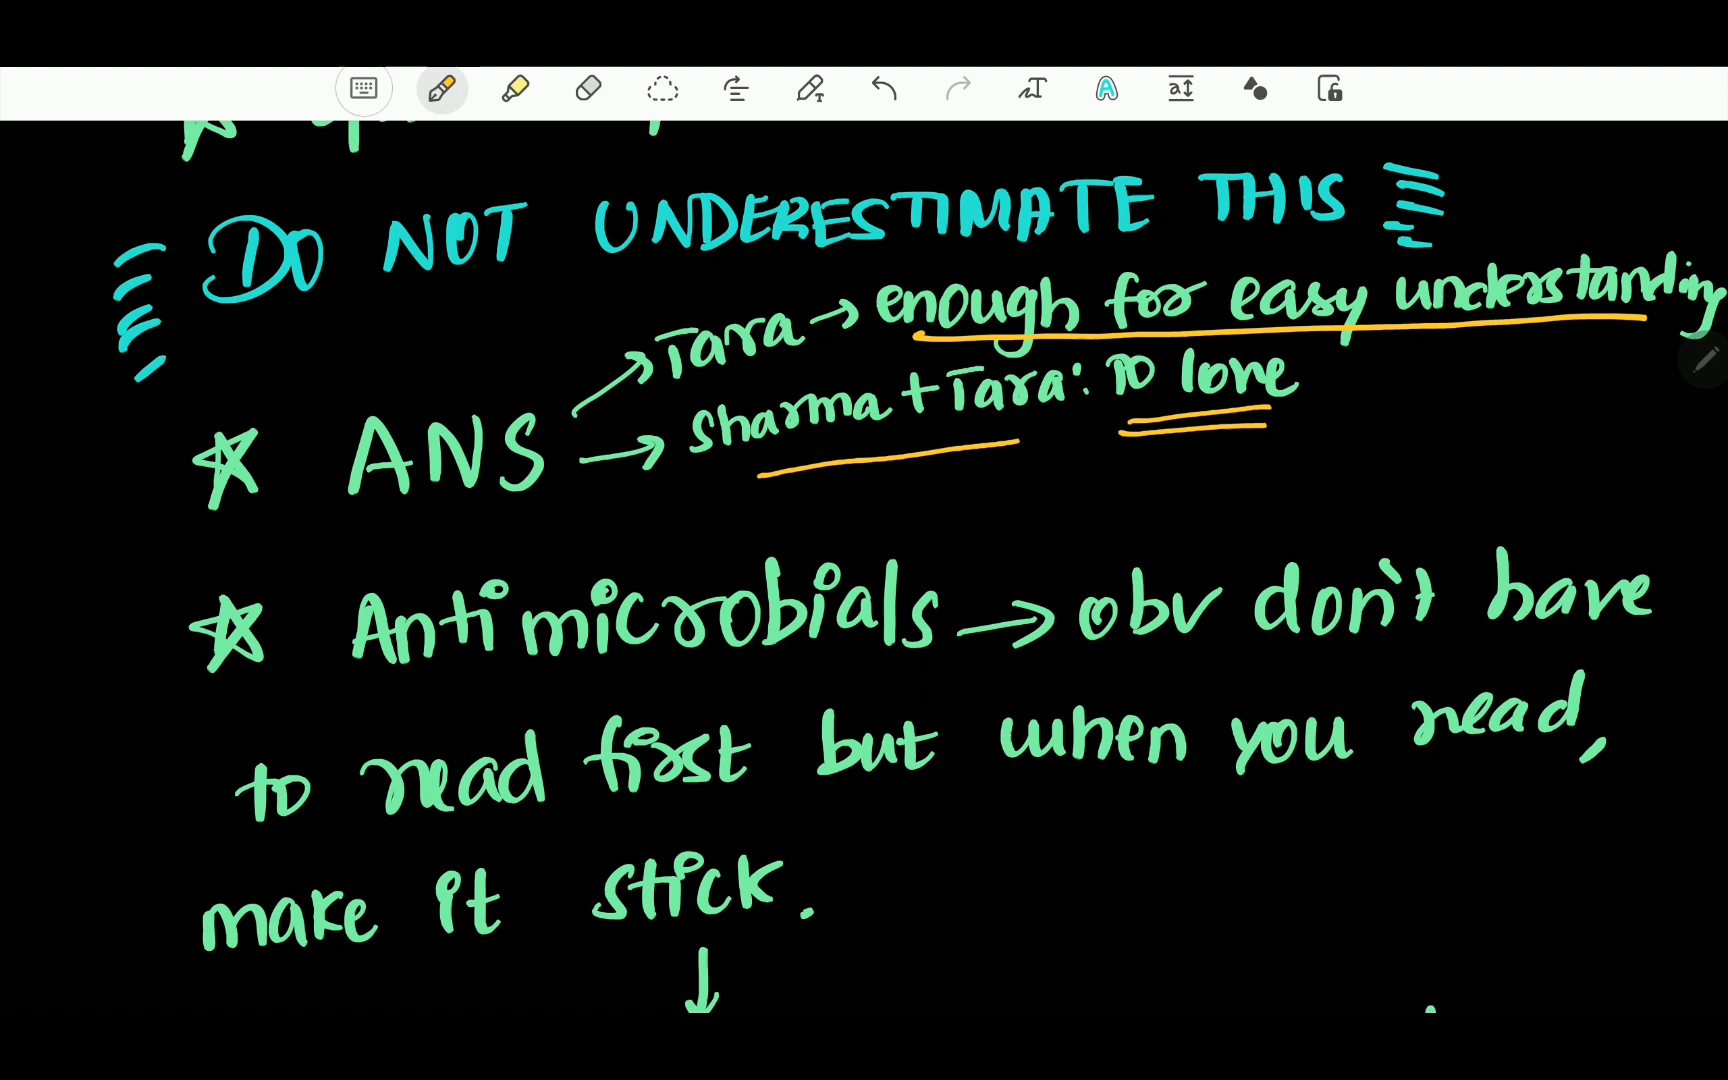 DO NOT UNDERESTIMATE THIS
Tara → enough for easy understanding
ANS → Sharma + Tara: to love
Antimicrobials → obv don't have
to read first but when you read,
make it stick.